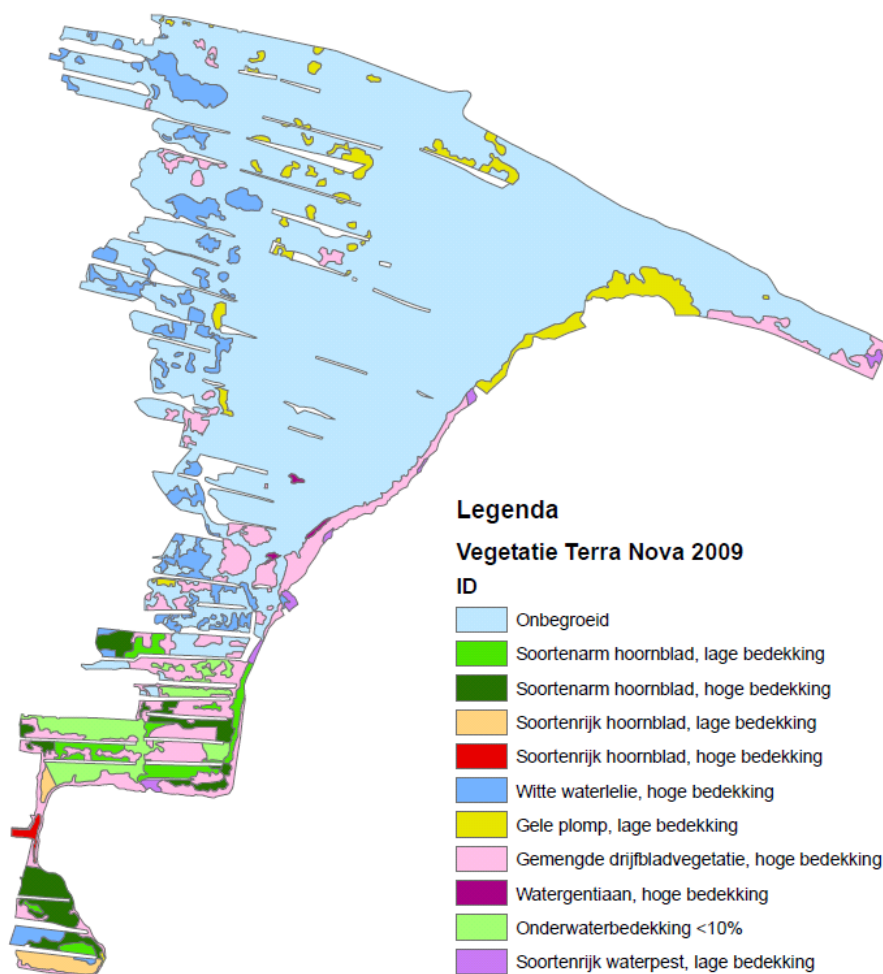 Legenda
Vegetatie Terra Nova 2009
ID
Onbegroeid
Soortenarm hoornblad, lage bedekking
Soortenarm hoornblad, hoge bedekking
Soortenrijk hoornblad, lage bedekking
Soortenrijk hoornblad, hoge bedekking
Witte waterlelie, hoge bedekking
Gele plomp, lage bedekking
Gemengde drijfbladvegetatie, hoge bedekking
Watergentiaan, hoge bedekking
Onderwaterbedekking <10%
Soortenrijk waterpest, lage bedekking